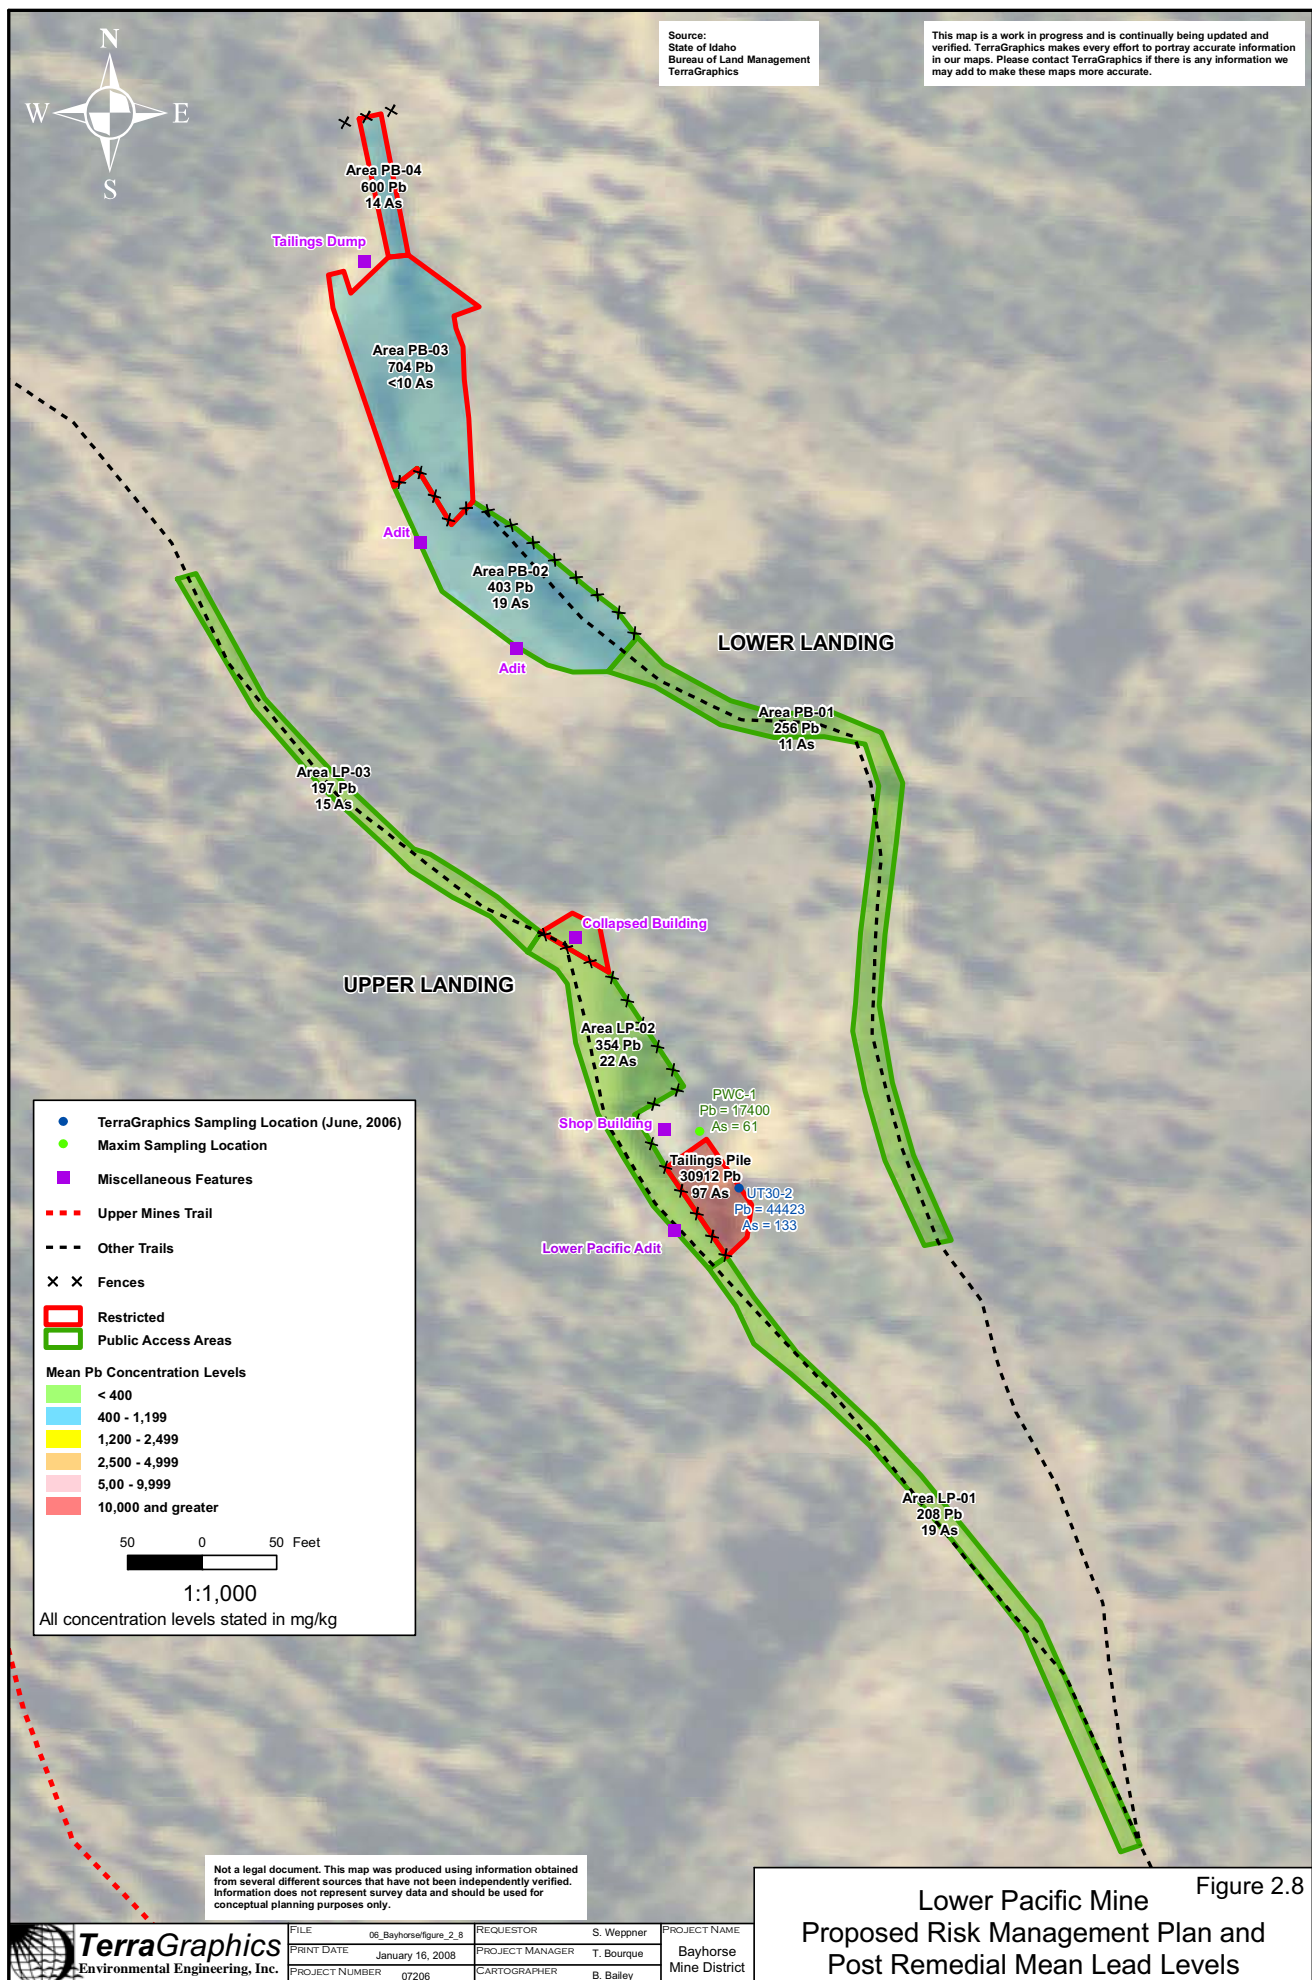 N
W
E
S
Source:
State of Idaho
Bureau of Land Management
TerraGraphics
This map is a work in progress and is continually being updated and
verified. TerraGraphics makes every effort to portray accurate information
in our maps. Please contact TerraGraphics if there is any information we
may add to make these maps more accurate.
Area PB-04
600 Pb
14 As
Tailings Dump
Area PB-03
704 Pb
<10 As
Adit
Area PB-02
403 Pb
19 As
Adit
LOWER LANDING
Area PB-01
256 Pb
11 As
Area LP-03
197 Pb
15 As
Collapsed Building
UPPER LANDING
Area LP-02
354 Pb
22 As
PWC-1
Pb = 17400
As = 61
Shop Building
Tailings Pile
30912 Pb
97 As
UT30-2
Pb = 44423
As = 133
Lower Pacific Adit
Area LP-01
208 Pb
19 As
TerraGraphics Sampling Location (June, 2006)
Maxim Sampling Location
Miscellaneous Features
Upper Mines Trail
Other Trails
Fences
Restricted
Public Access Areas
Mean Pb Concentration Levels
< 400
400 - 1,199
1,200 - 2,499
2,500 - 4,999
5,00 - 9,999
10,000 and greater
50 0 50 Feet
1:1,000
All concentration levels stated in mg/kg
Not a legal document. This map was produced using information obtained
from several different sources that have not been independently verified.
Information does not represent survey data and should be used for
conceptual planning purposes only.
TerraGraphics
Environmental Engineering, Inc.
FILE 06_Bayhorse/figure_2_8
PRINT DATE January 16, 2008
PROJECT NUMBER 07206
REQUESTOR S. Weppner
PROJECT MANAGER T. Bourque
CARTOGRAPHER B. Bailey
PROJECT NAME
Bayhorse
Mine District
Figure 2.8
Lower Pacific Mine
Proposed Risk Management Plan and
Post Remedial Mean Lead Levels